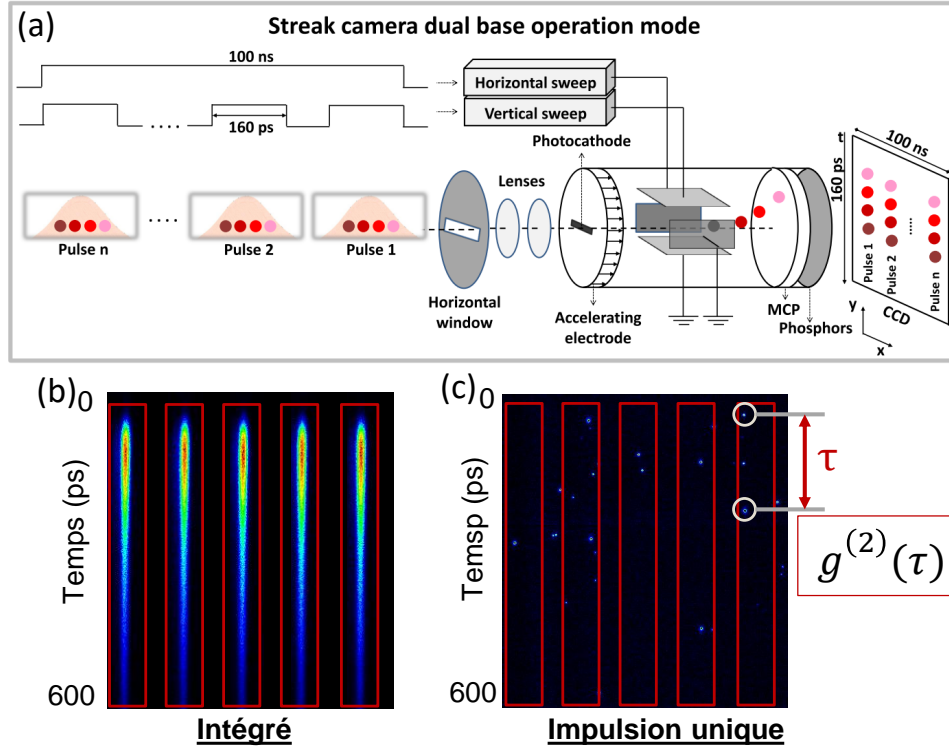 (a)
Streak camera dual base operation mode
100 ns
Horizontal sweep
Vertical sweep
160 ps
Photocathode
Lenses
t
100 ns
160 ps
Pulse n
Pulse 2
Pulse 1
Horizontal
window
Accelerating
electrode
MCP
Phosphors
Pulse 1
Pulse 2
Pulse n
CCD
y
x
(b)
0
Temps (ps)
600
Intégré
(c)
0
Temsp (ps)
600
Impulsion unique
τ
g⁽²⁾(τ)